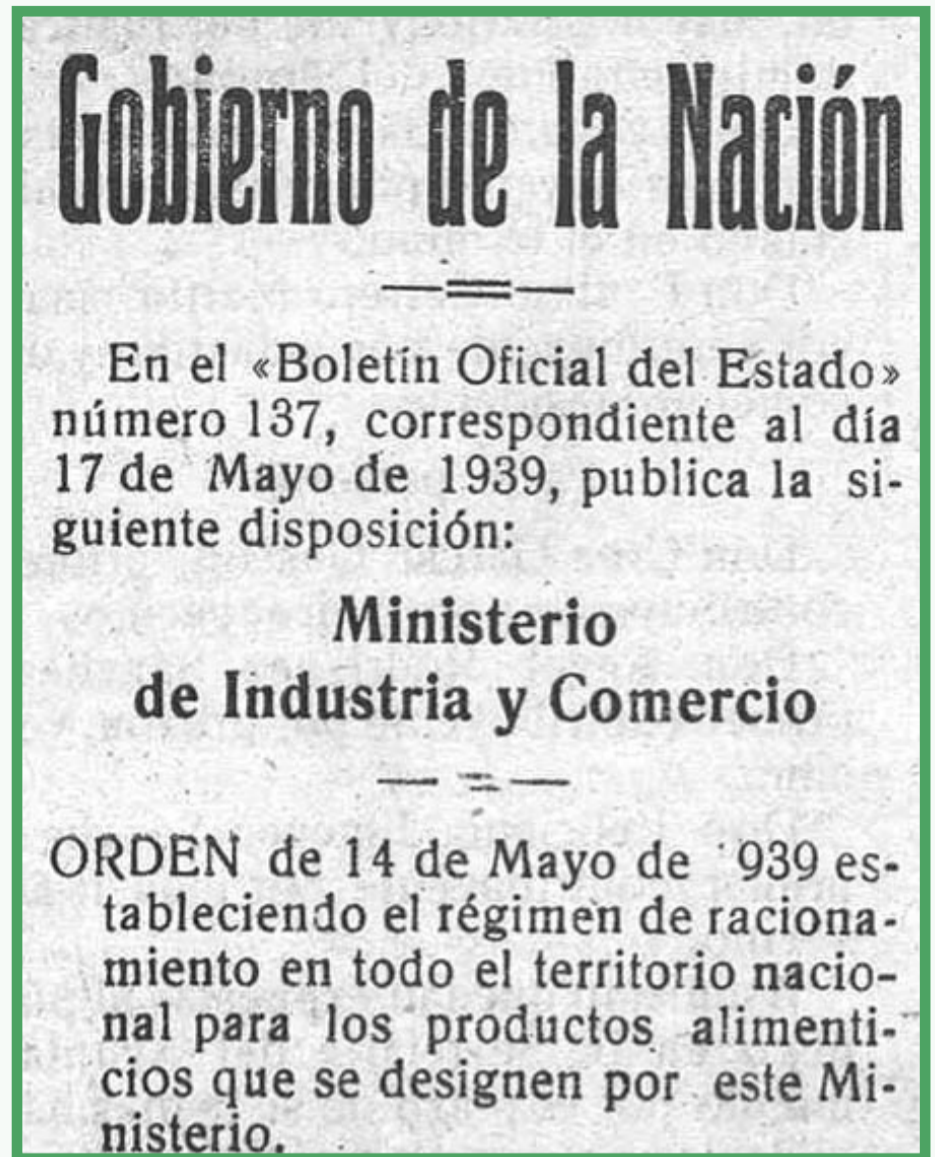 Gobierno de la Nación
En el «Boletín Oficial del Estado»
número 137, correspondiente al día
17 de Mayo de 1939, publica la si-
guiente disposición:
Ministerio
de Industria y Comercio
ORDEN de 14 de Mayo de 939 es-
tableciendo el régimen de raciona-
miento en todo el territorio nacio-
nal para los productos alimenti-
cios que se designen por este Mi-
nisterio.